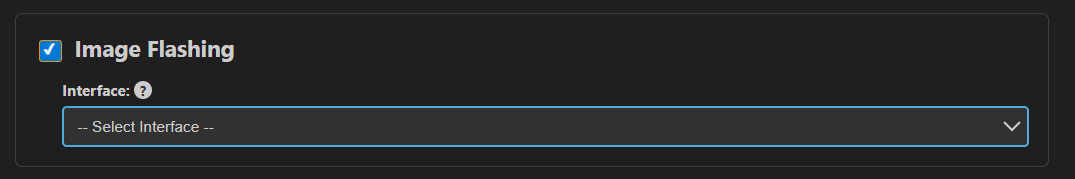 Image Flashing
Interface: ?
-- Select Interface --